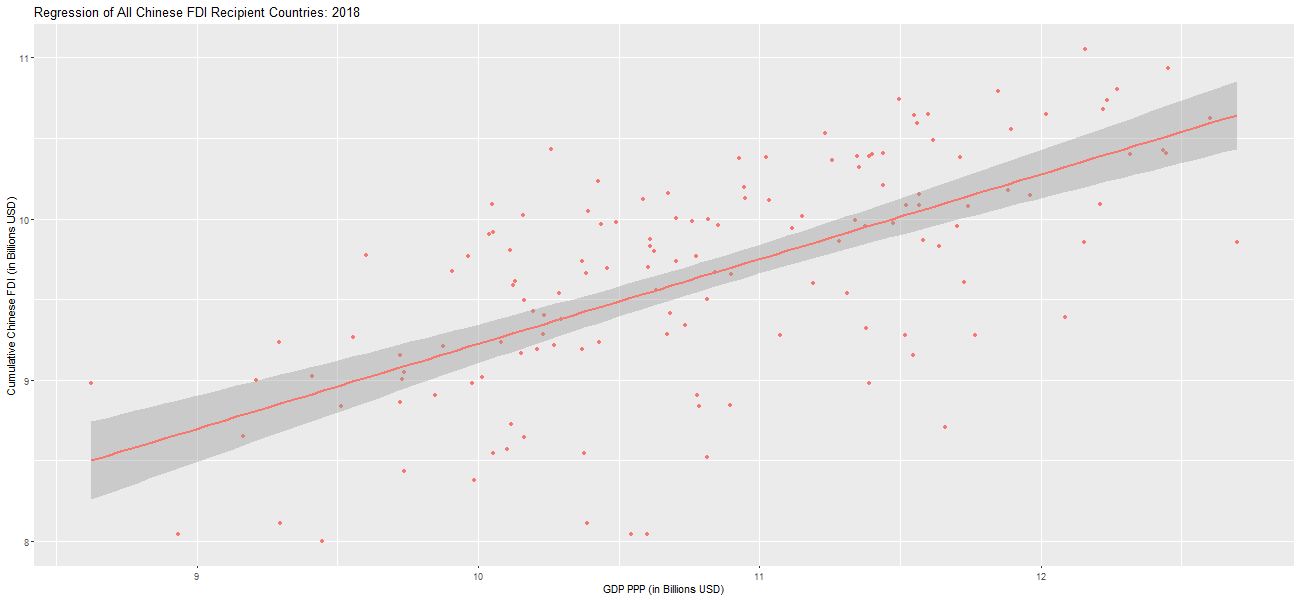 Regression of All Chinese FDI Recipient Countries: 2018
Cumulative Chinese FDI (in Billions USD)
11
10
9
8
9
10
11
12
GDP PPP (in Billions USD)